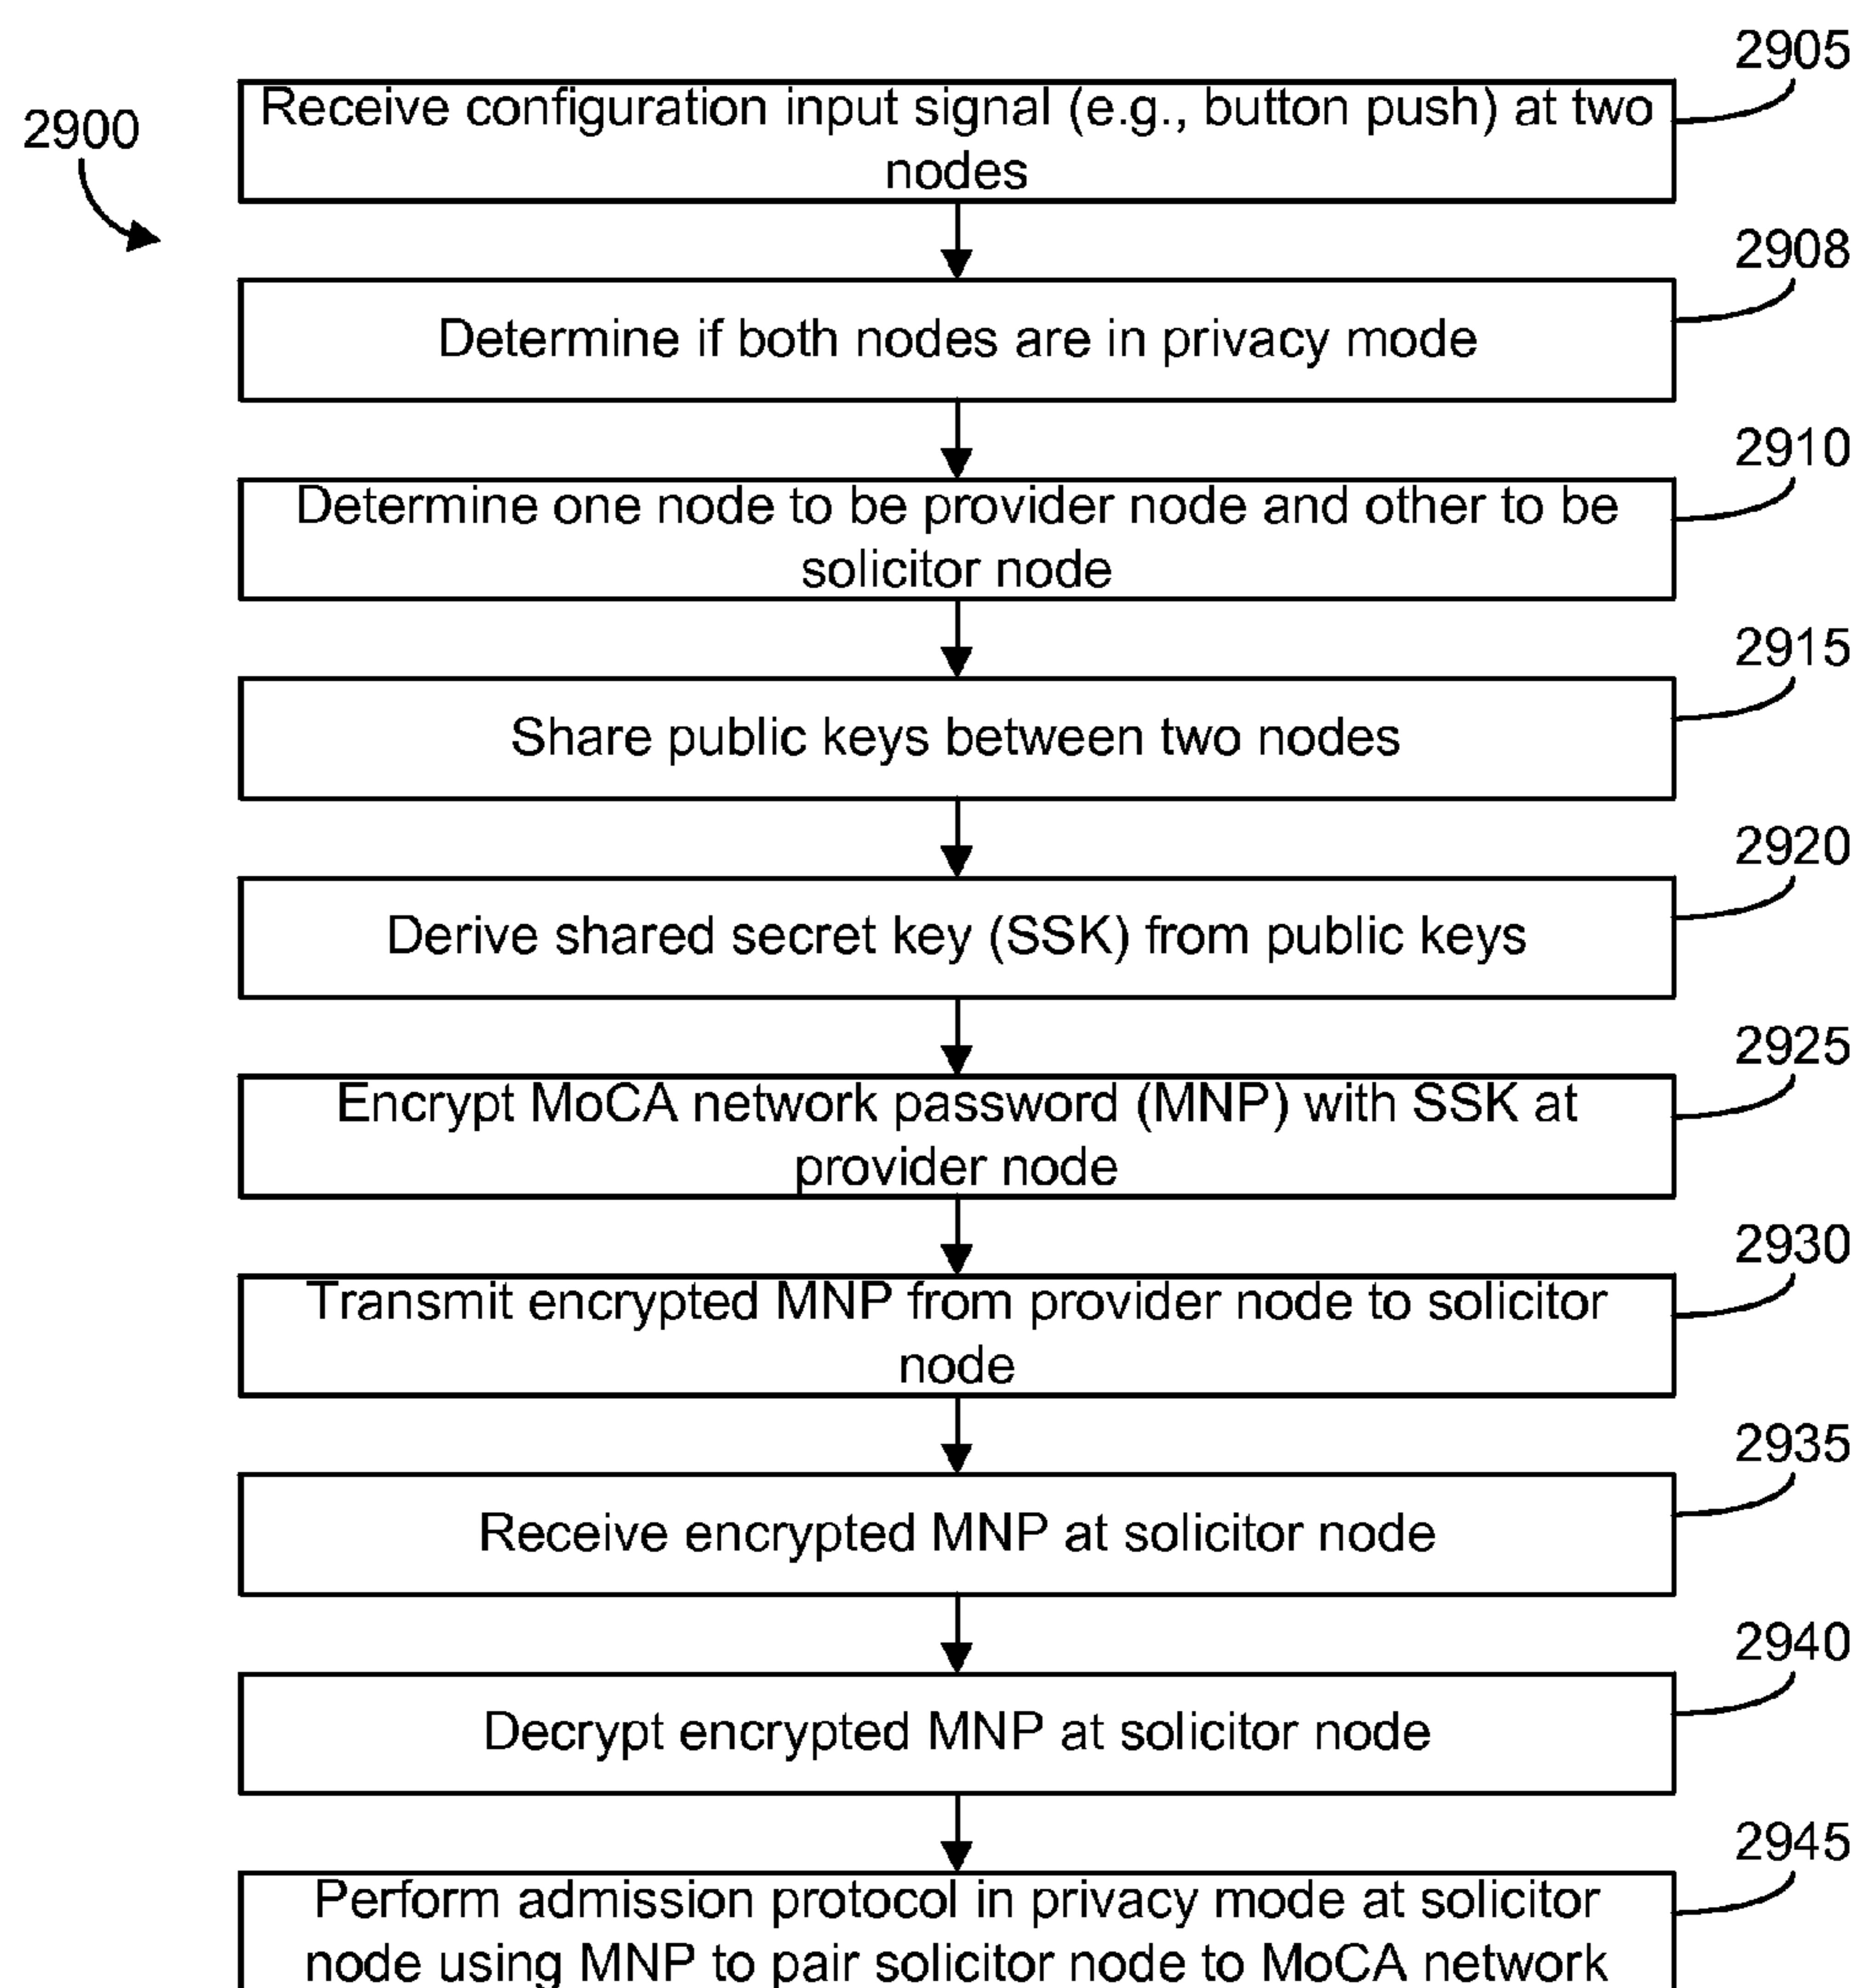 2905
Receive configuration input signal (e.g., button push) at two
nodes
2900
2908
Determine if both nodes are in privacy mode
2910
Determine one node to be provider node and other to be
solicitor node
2915
Share public keys between two nodes
2920
Derive shared secret key (SSK) from public keys
2925
Encrypt MoCA network password (MNP) with SSK at
provider node
2930
Transmit encrypted MNP from provider node to solicitor
node
2935
Receive encrypted MNP at solicitor node
2940
Decrypt encrypted MNP at solicitor node
2945
Perform admission protocol in privacy mode at solicitor
node using MNP to pair solicitor node to MoCA network